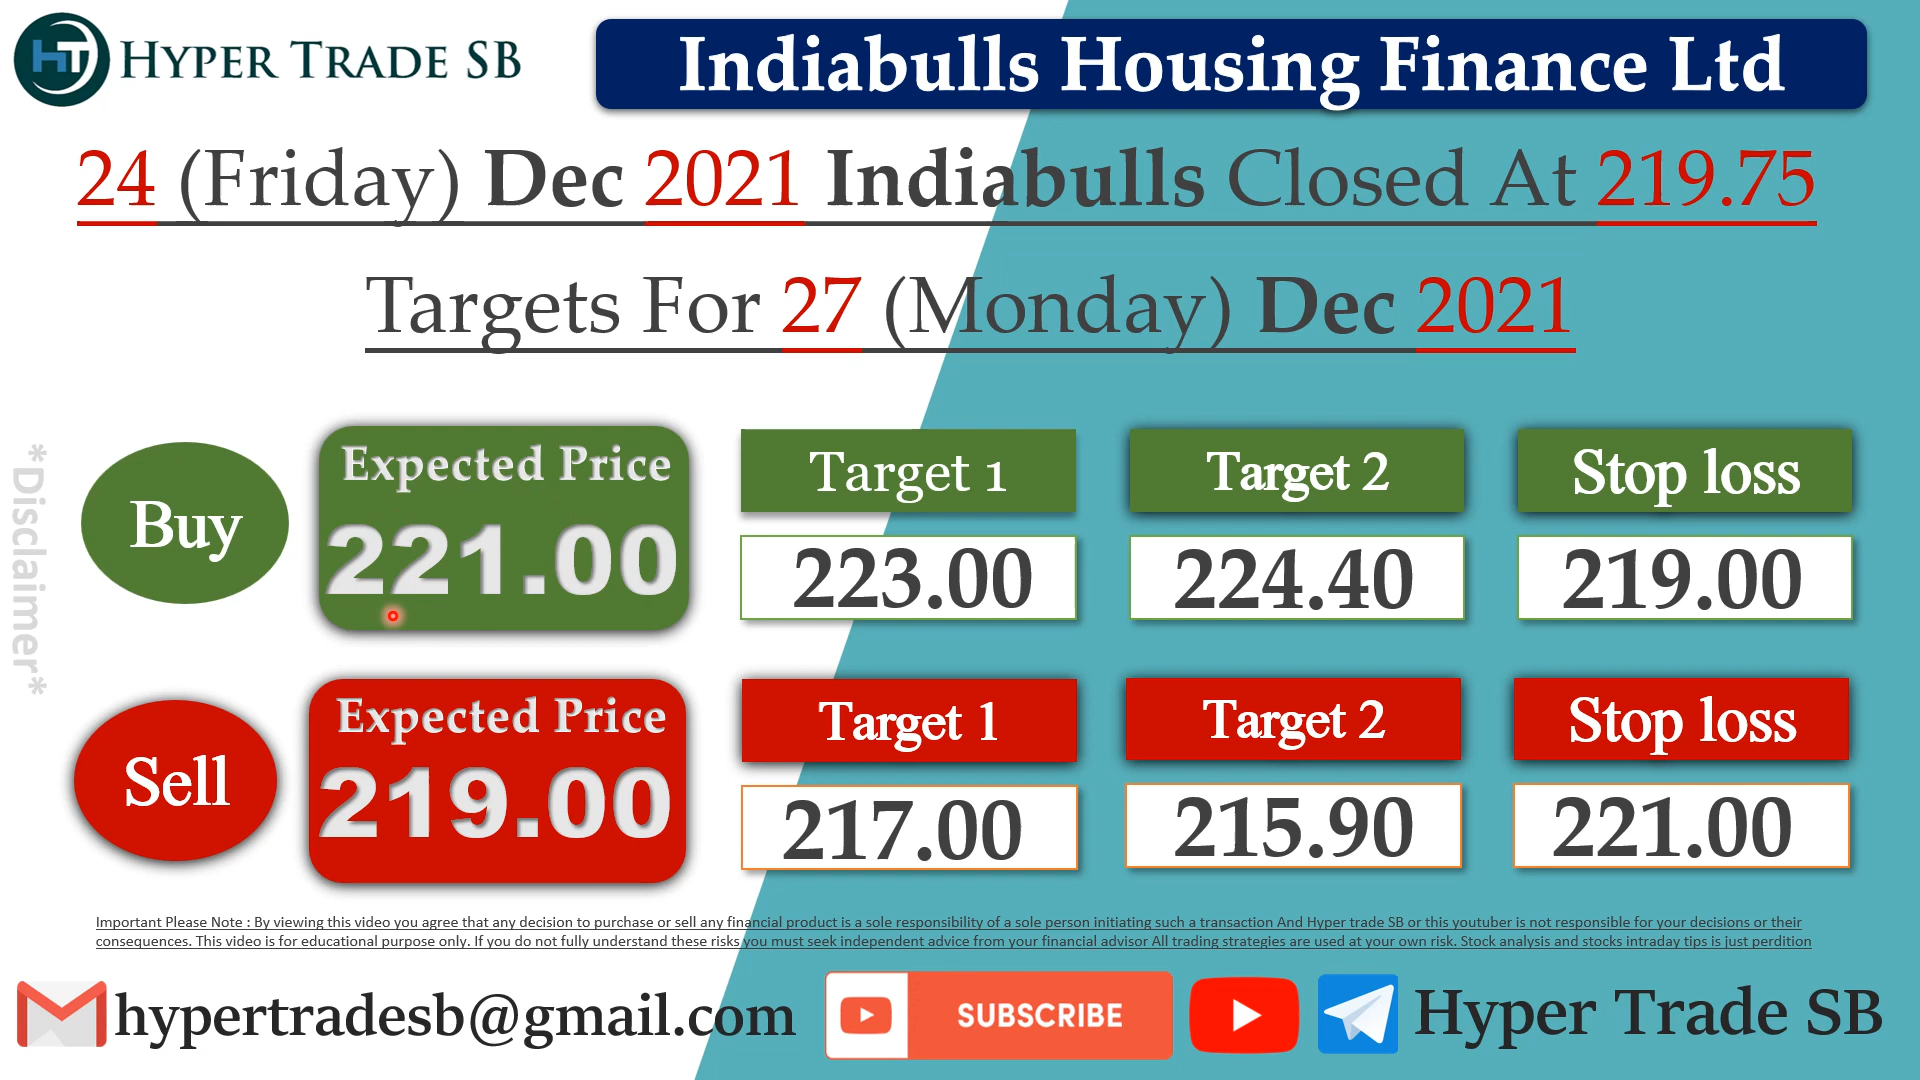 HT HYPER TRADE SB
Indiabulls Housing Finance Ltd
24 (Friday) Dec 2021 Indiabulls Closed At 219.75
Targets For 27 (Monday) Dec 2021
*Disclaimer*
Buy
Expected Price
221.00
Target 1
223.00
Target 2
224.40
Stop loss
219.00
Sell
Expected Price
219.00
Target 1
217.00
Target 2
215.90
Stop loss
221.00
Important Please Note : By viewing this video you agree that any decision to purchase or sell any financial product is a sole responsibility of a sole person initiating such a transaction And Hyper trade SB or this youtuber is not responsible for your decisions or their
consequences. This video is for educational purpose only. If you do not fully understand these risks you must seek independent advice from your financial advisor All trading strategies are used at your own risk. Stock analysis and stocks intraday tips is just perdition
hypertradesb@gmail.com
SUBSCRIBE
Hyper Trade SB